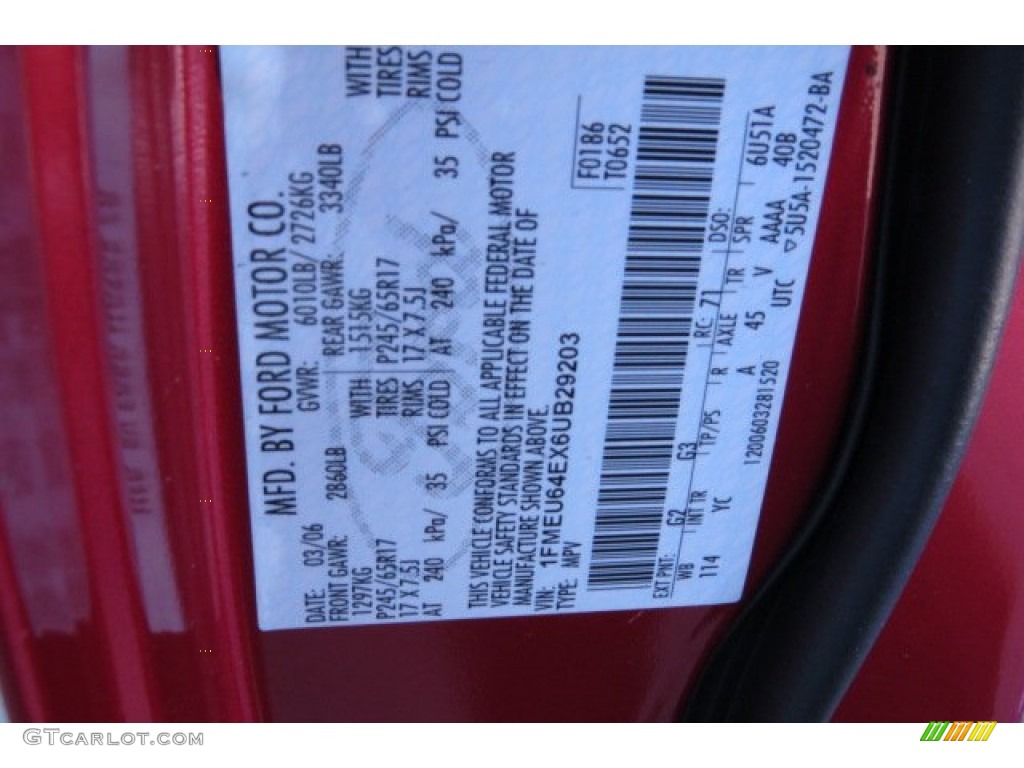 MFD. BY FORD MOTOR CO.
DATE: 03/06 GVWR: 6010LB/ 2726KG
FRONT GAWR: 2860LB REAR GAWR: 3340LB
1297KG WITH 1515KG WITH
P245/65R17 TIRES P245/65R17 TIRES
17 X 7.5J RIMS 17 X 7.5J RIMS
AT 240 kPa/ 35 PSI COLD AT 240 kPa/ 35 PSI COLD
THIS VEHICLE CONFORMS TO ALL APPLICABLE FEDERAL MOTOR
VEHICLE SAFETY STANDARDS IN EFFECT ON THE DATE OF
MANUFACTURE SHOWN ABOVE.
VIN: 1FMEU64EX6UB29203
TYPE: MPV
F0186
T0652
EXT PNT: G2 G3 RC: 71 DSO:
WB INT TR TP/PS R AXLE TR SPR 6U51A
114 YC A 45 V AAAA 40B
1200603281520 UTC ▽5U5A-1520472-BA
GTcarlot.com